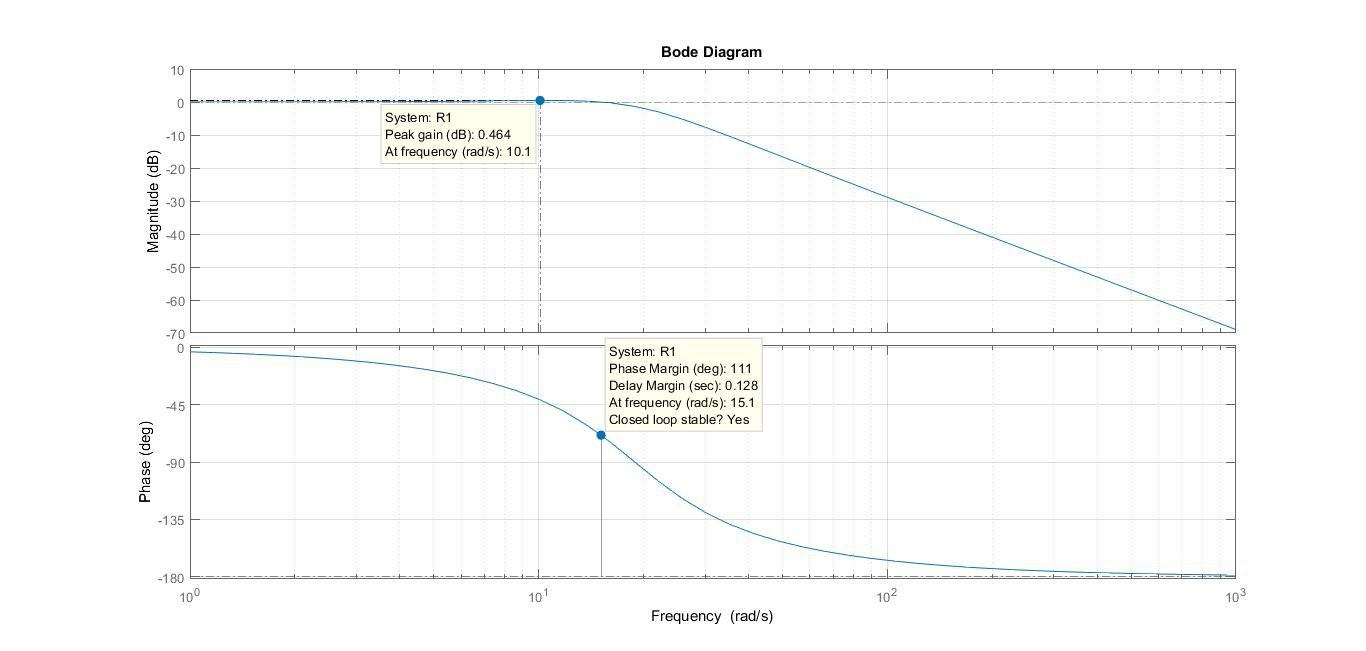 Bode Diagram
10
0
-10
-20
-30
-40
-50
-60
-70
Magnitude (dB)
System: R1
Peak gain (dB): 0.464
At frequency (rad/s): 10.1
0
-45
-90
-135
-180
Phase (deg)
System: R1
Phase Margin (deg): 111
Delay Margin (sec): 0.128
At frequency (rad/s): 15.1
Closed loop stable? Yes
10⁰ 10¹ 10² 10³
Frequency (rad/s)